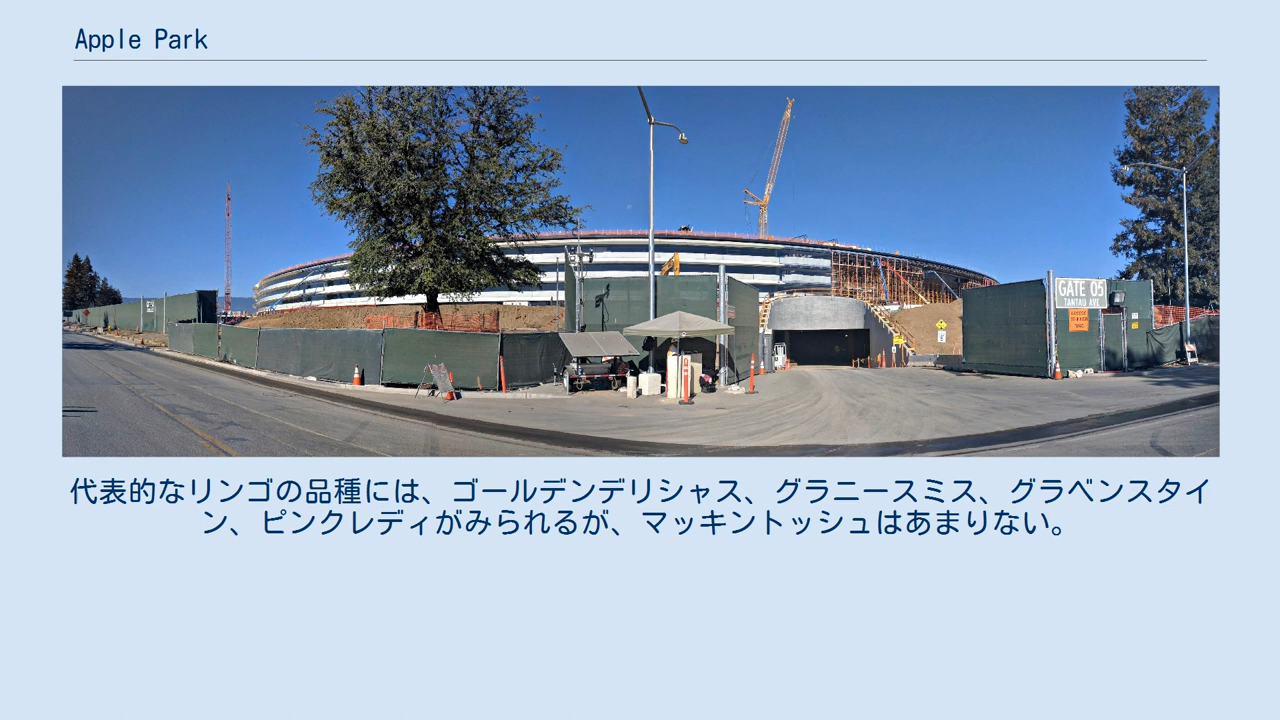 Apple Park
GATE 05
TANTAU AVE
代表的なリンゴの品種には、ゴールデンデリシャス、グラニースミス、グラベンスタイ
ン、ピンクレディがみられるが、マッキントッシュはあまりない。